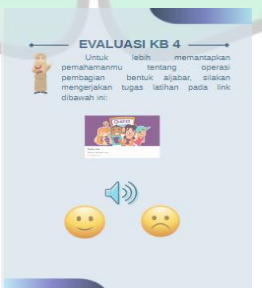 EVALUASI KB 4
Untuk lebih memantapkan
pemahamanmu tentang operasi
pembagian bentuk aljabar, silakan
mengerjakan tugas latihan pada link
dibawah ini: